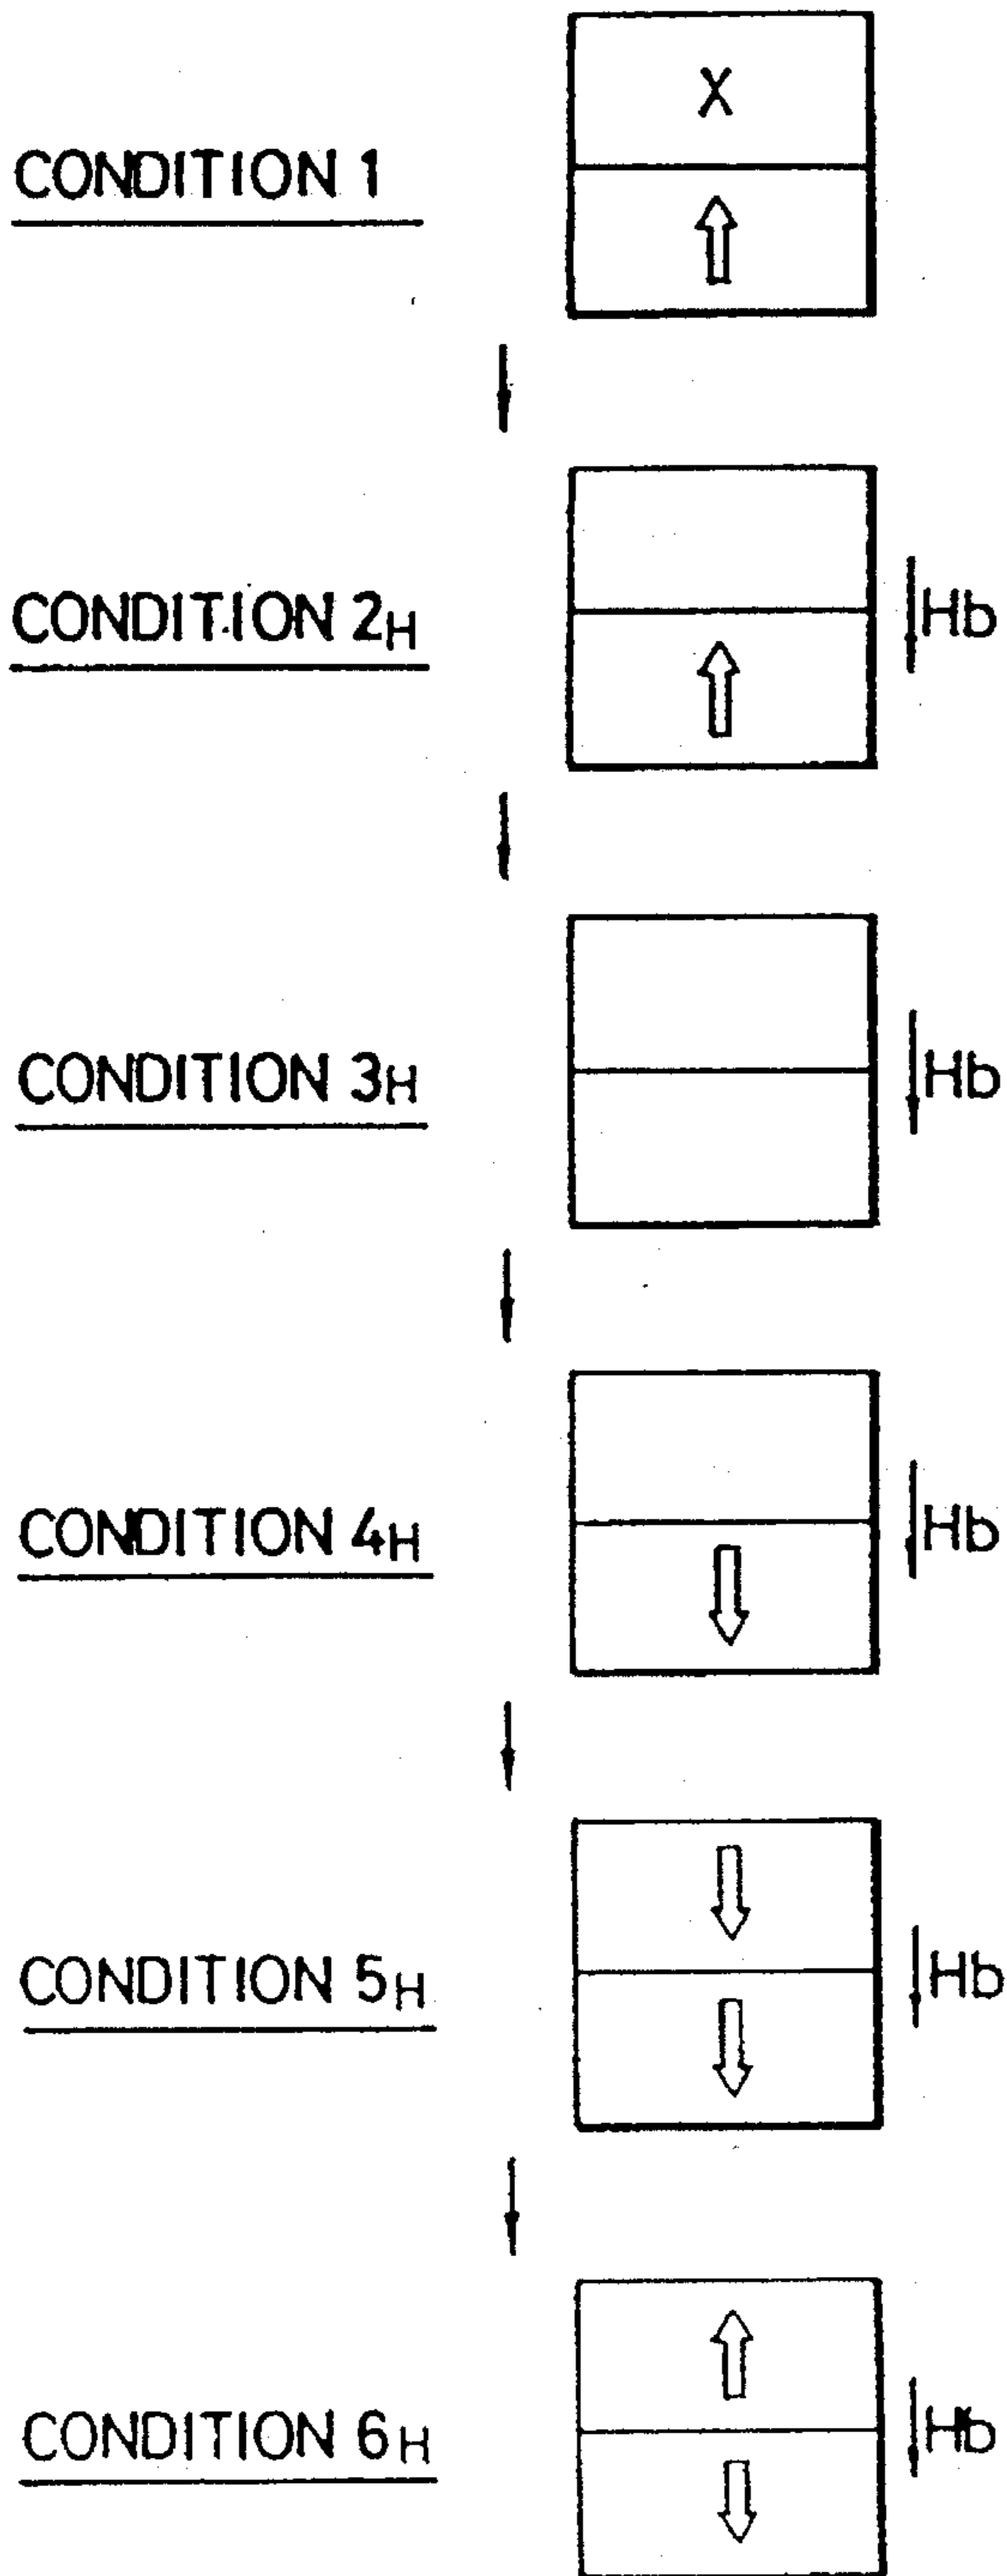 X
CONDITION 1
CONDITION 2H
Hb
CONDITION 3H
Hb
CONDITION 4H
Hb
CONDITION 5H
Hb
CONDITION 6H
Hb